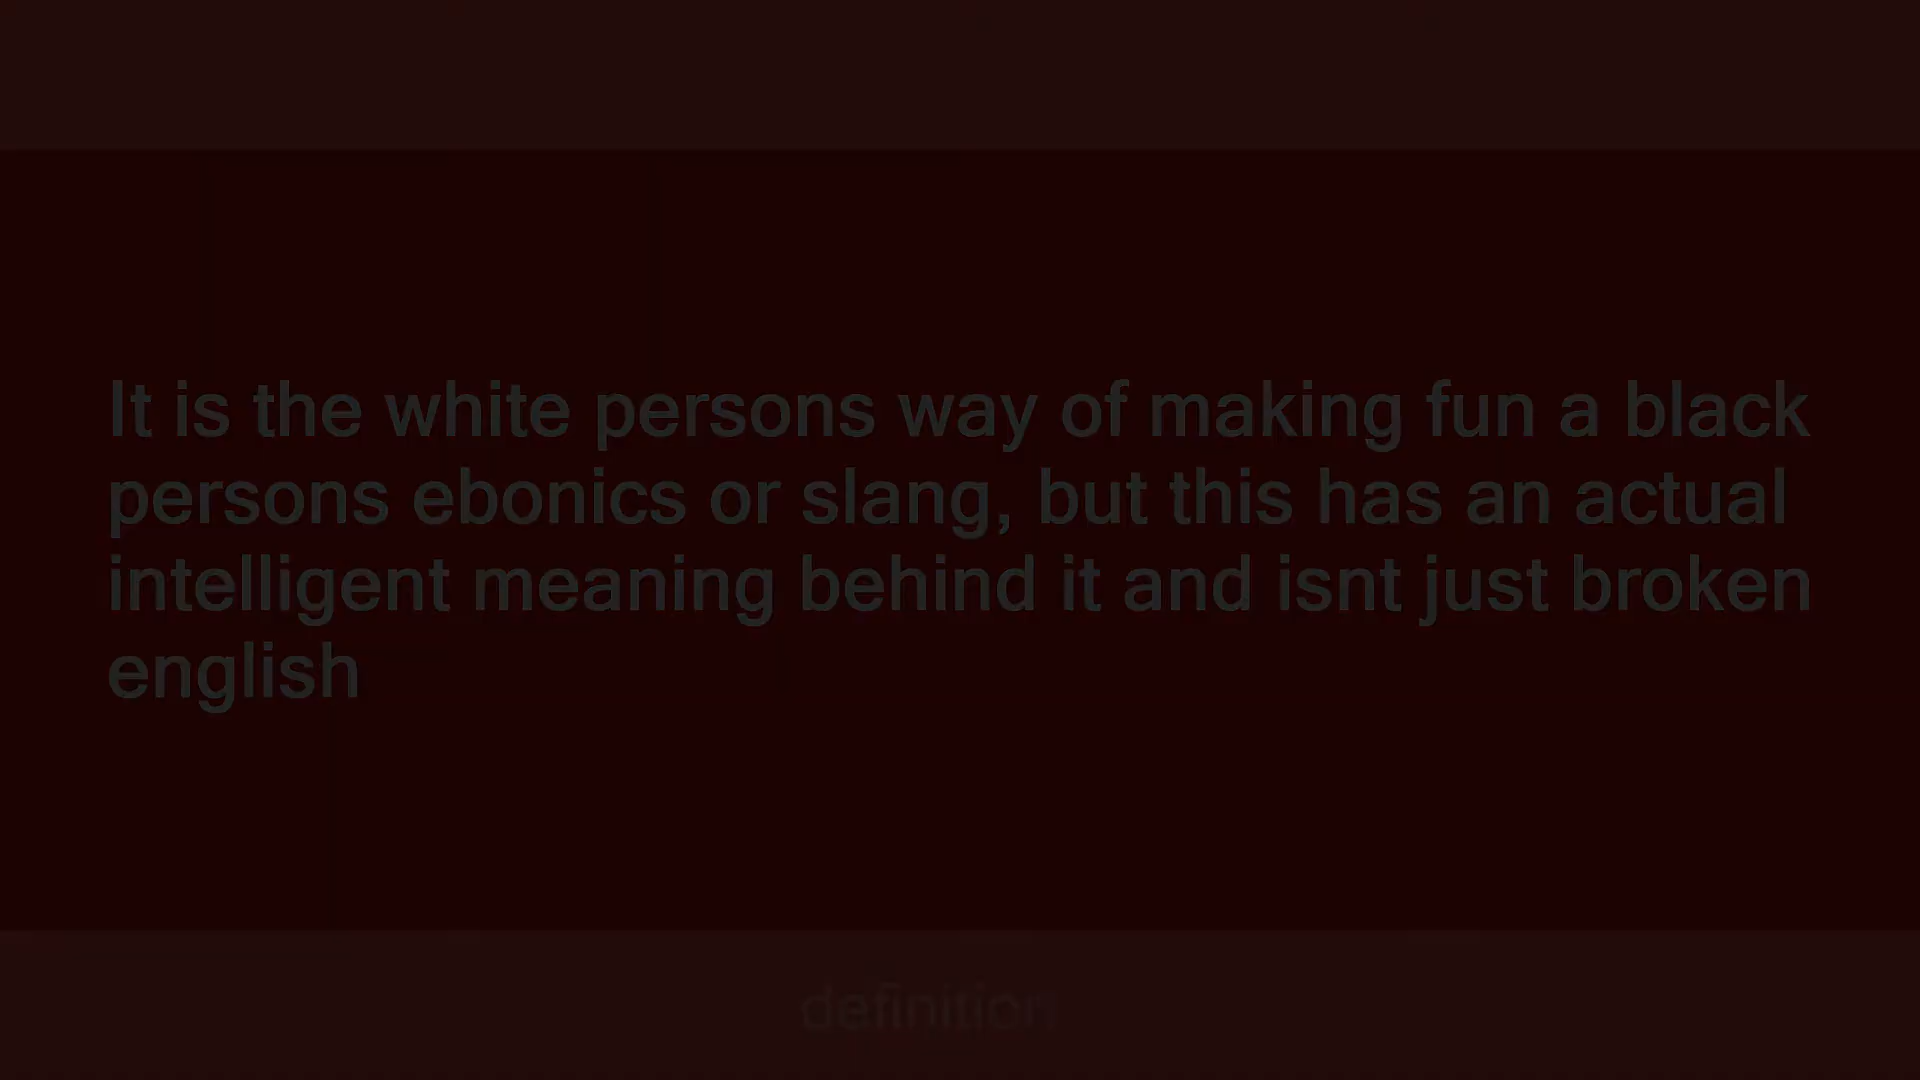 It is the white persons way of making fun a black
persons ebonics or slang, but this has an actual
intelligent meaning behind it and isnt just broken
english
definition